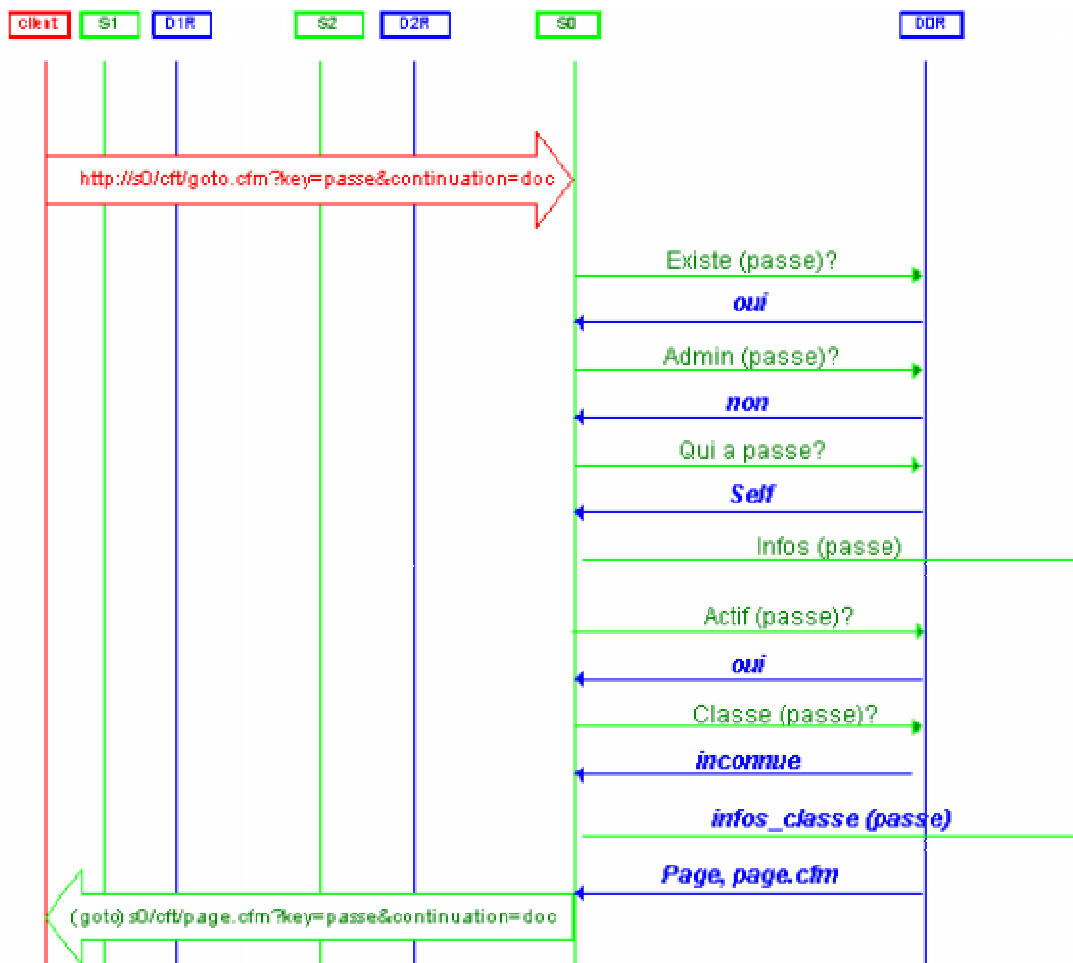 client S1 D1R S2 D2R S0 D0R
http://s0/cft/goto.cfm?key=passe&continuation=doc
Existe (passe)?
oui
Admin (passe)?
non
Qui a passe?
Self
Infos (passe)
Actif (passe)?
oui
Classe (passe)?
inconnue
infos_classe (passe)
Page, page.cfm
(goto) s0/cft/page.cfm?key=passe&continuation=doc